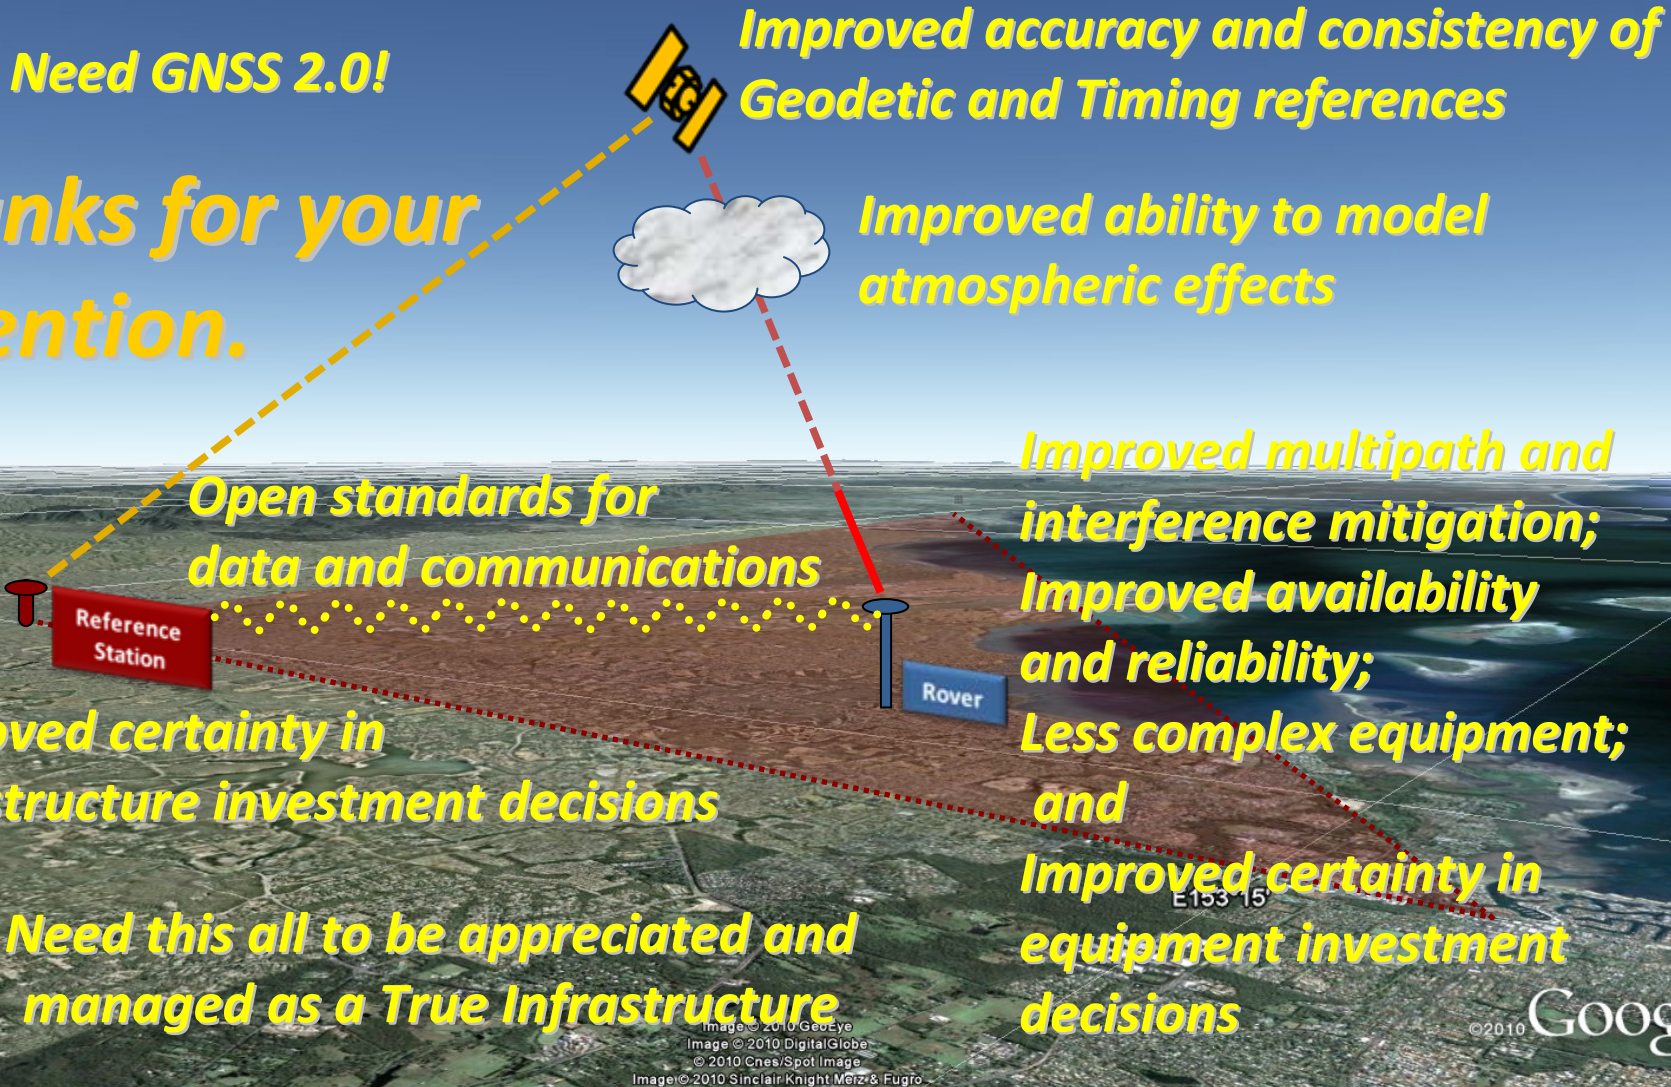 Need GNSS 2.0!
Improved accuracy and consistency of
Geodetic and Timing references
nks for your
ention.
Improved ability to model
atmospheric effects
Open standards for
data and communications
Reference
Station
Rover
Improved multipath and
interference mitigation;
Improved availability
and reliability;
Less complex equipment;
and
Improved certainty in
equipment investment
decisions
oved certainty in
structure investment decisions
E153 15'
Need this all to be appreciated and
managed as a True Infrastructure
Image © 2010 GeoEye
Image © 2010 DigitalGlobe
© 2010 Cnes/Spot Image
Image © 2010 Sinclair Knight Merz & Fugro
©2010 Goog